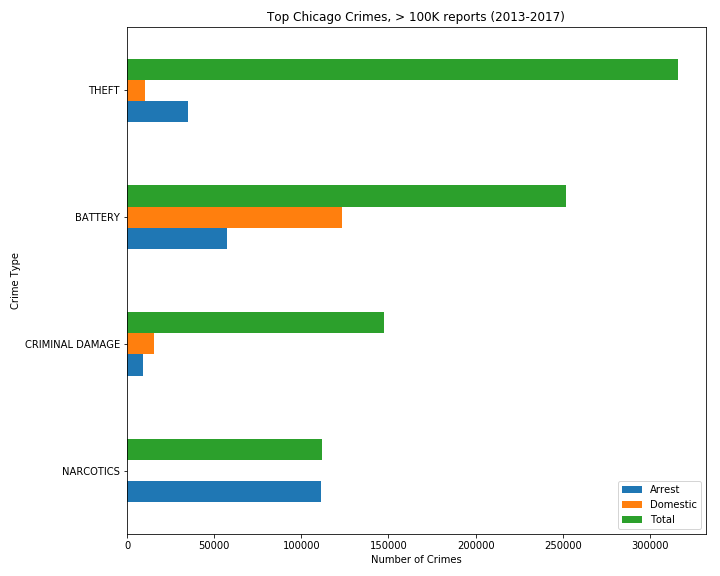 Top Chicago Crimes, > 100K reports (2013-2017)
THEFT
BATTERY
CRIMINAL DAMAGE
NARCOTICS
Crime Type
0 50000 100000 150000 200000 250000 300000
Number of Crimes
Arrest
Domestic
Total